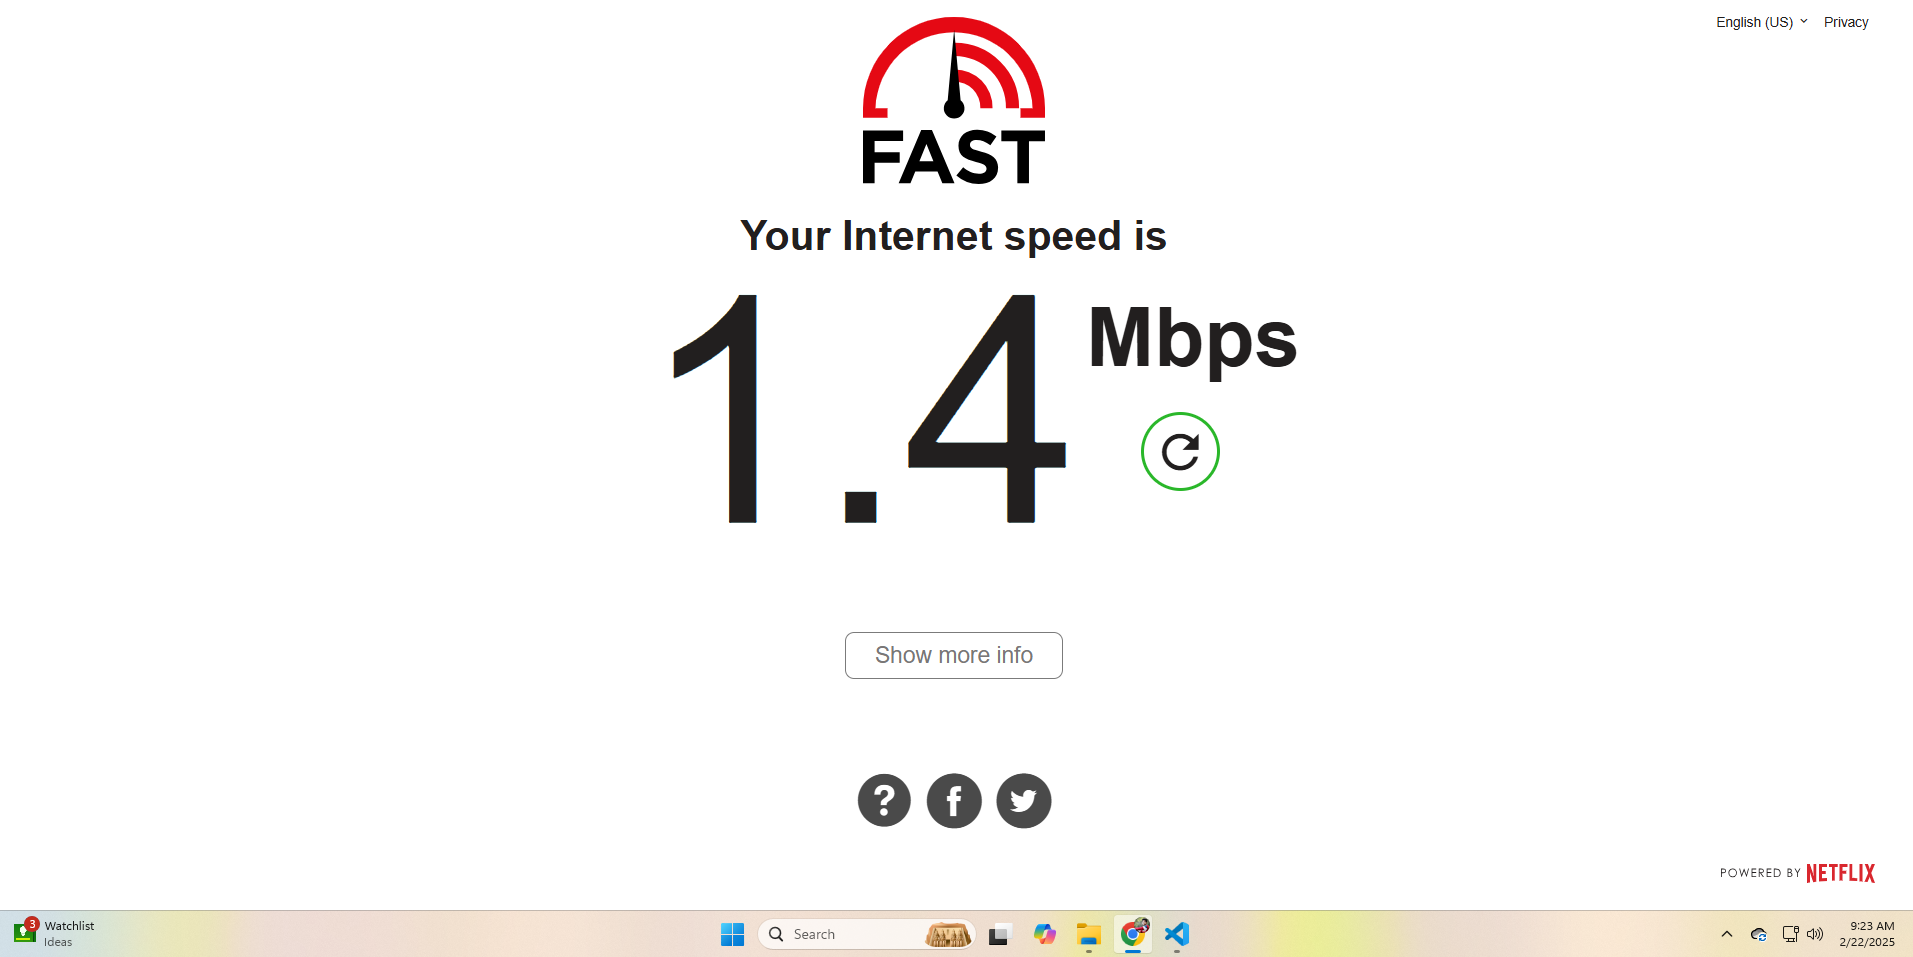 English (US) Privacy
FAST
Your Internet speed is
1.4 Mbps
Show more info
?
f
POWERED BY NETFLIX
3
Watchlist
Ideas
Search
9:23 AM
2/22/2025